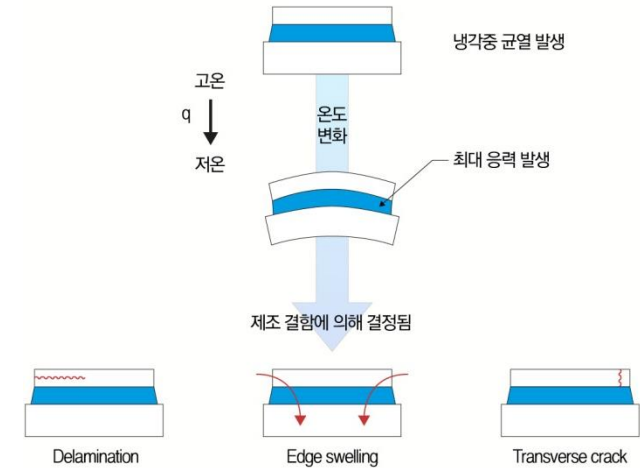 냉각중 균열 발생
고온
q
저온
온도
변화
최대 응력 발생
제조 결함에 의해 결정됨
Delamination
Edge swelling
Transverse crack